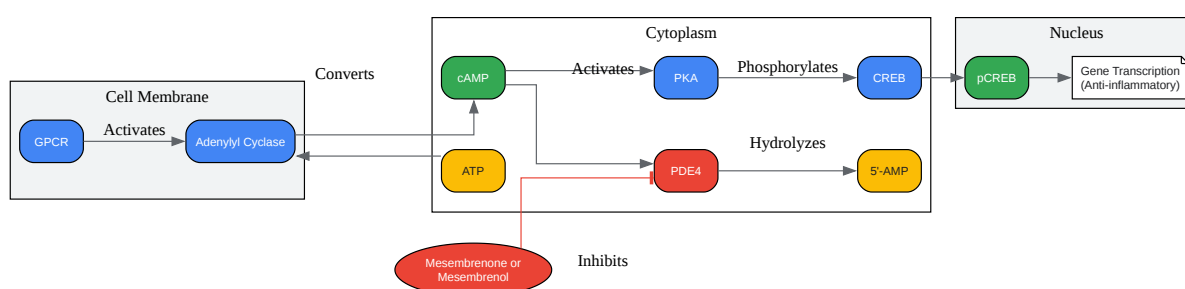 Cytoplasm
Nucleus
Converts
cAMP
Activates
PKA
Phosphorylates
CREB
pCREB
Gene Transcription
(Anti-inflammatory)
Cell Membrane
GPCR
Activates
Adenylyl Cyclase
Hydrolyzes
ATP
PDE4
5'-AMP
Mesembrenone or
Mesembrenol
Inhibits